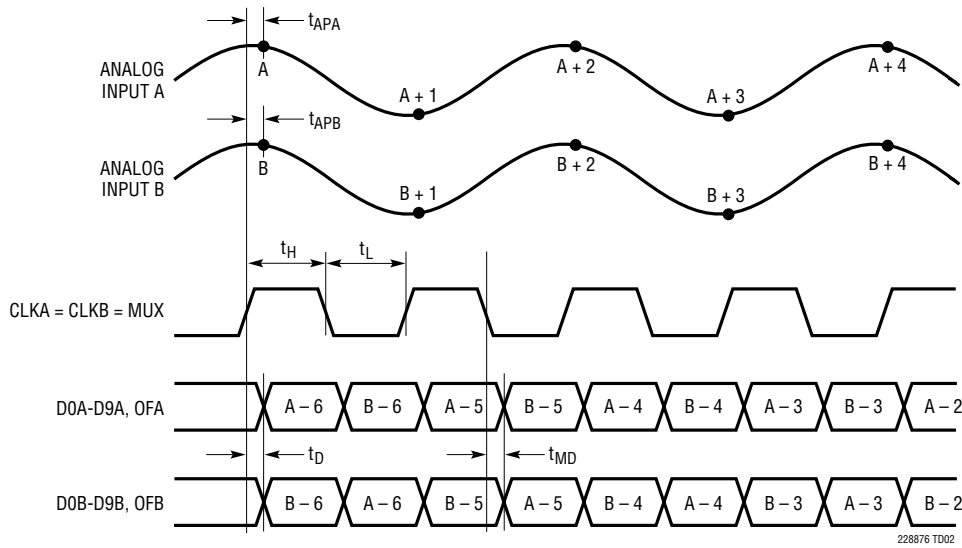 tAPA
ANALOG
INPUT A
A
A + 1
A + 2
A + 3
A + 4
tAPB
ANALOG
INPUT B
B
B + 1
B + 2
B + 3
B + 4
tH
tL
CLKA = CLKB = MUX
D0A-D9A, OFA
A – 6
B – 6
A – 5
B – 5
A – 4
B – 4
A – 3
B – 3
A – 2
tD
tMD
D0B-D9B, OFB
B – 6
A – 6
B – 5
A – 5
B – 4
A – 4
B – 3
A – 3
B – 2
228876 TD02